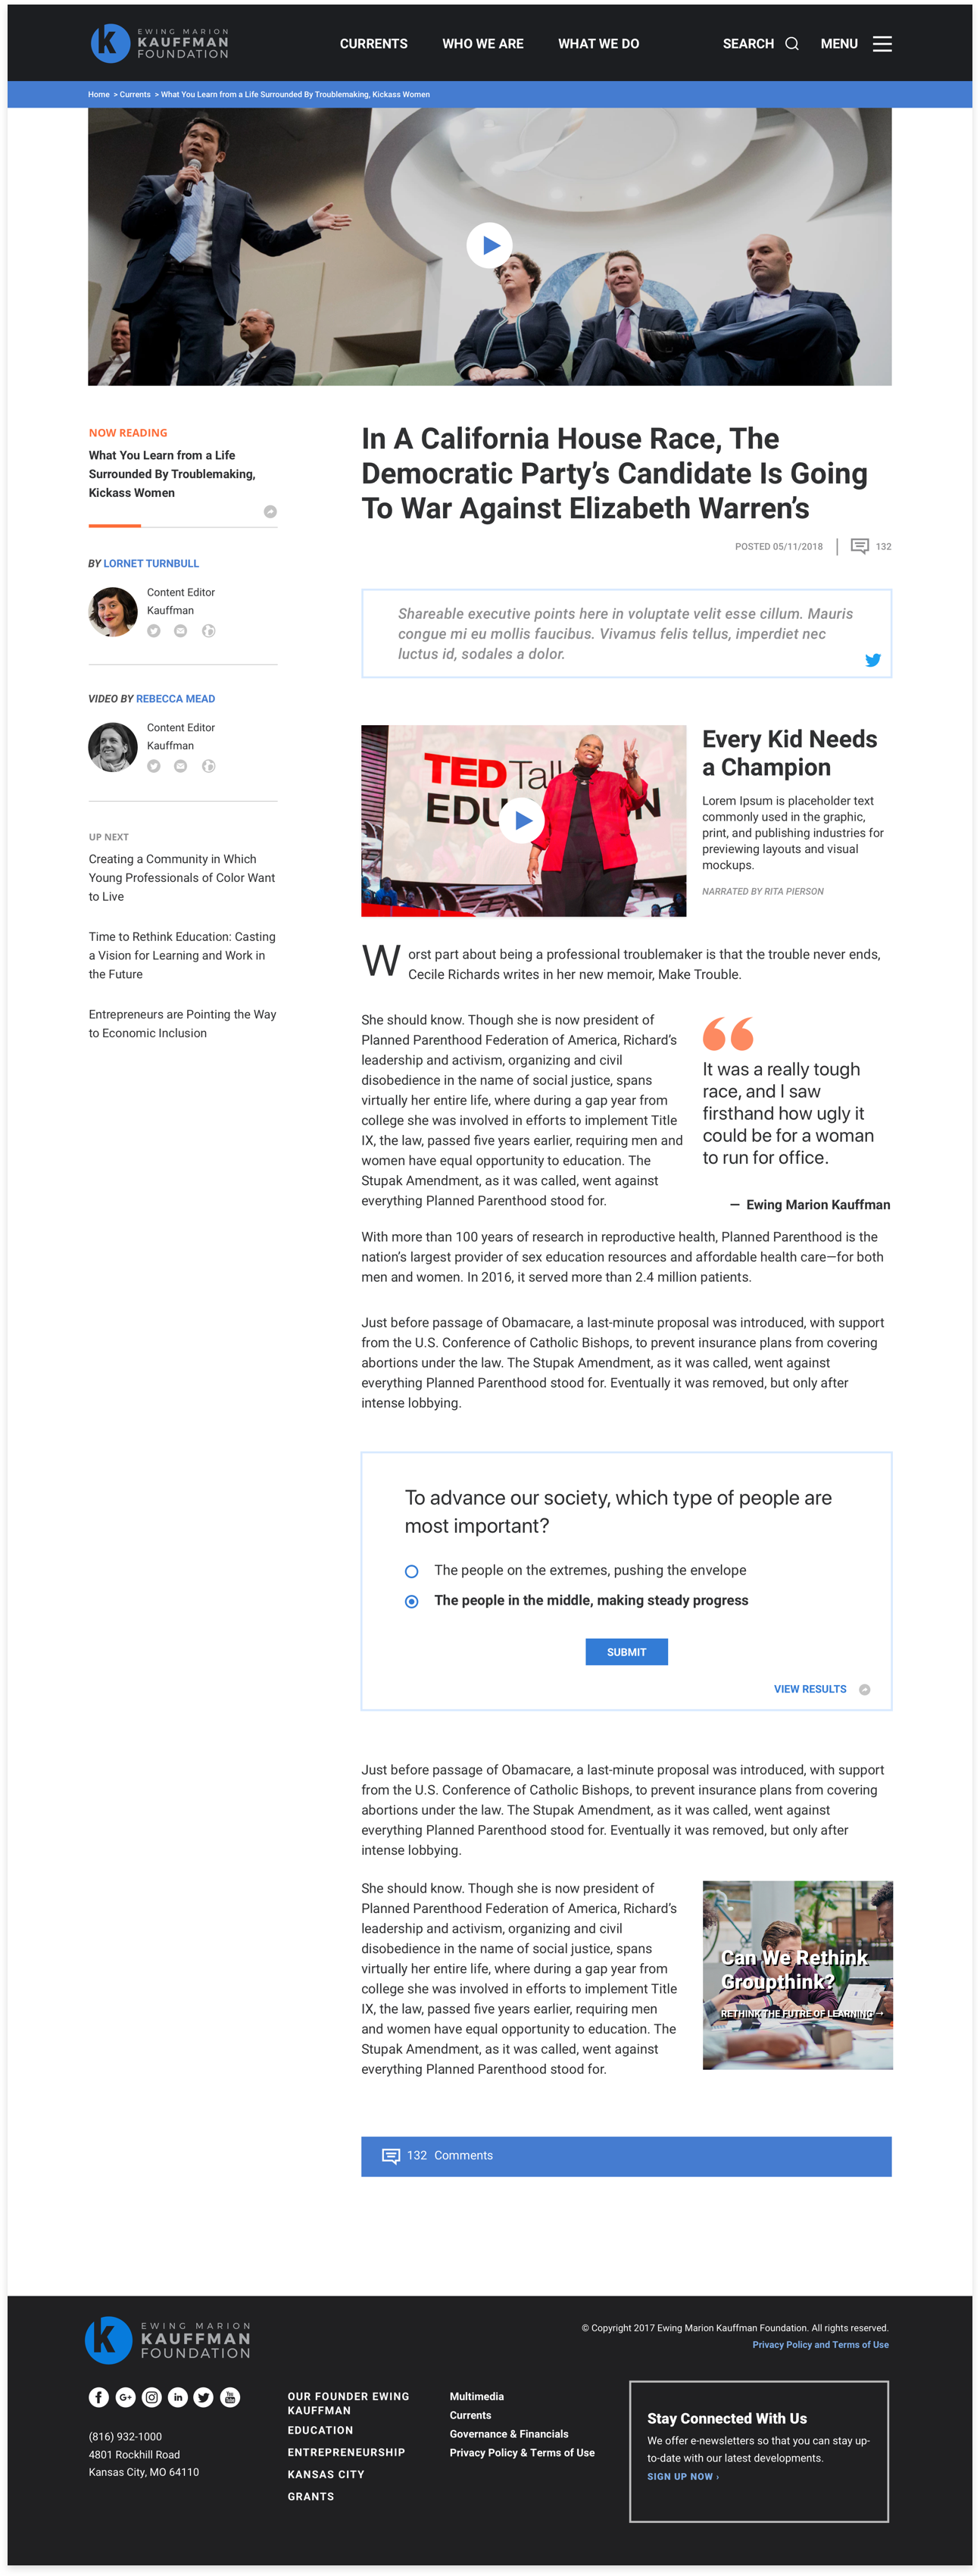 EWING MARION
KAUFFMAN
FOUNDATION
CURRENTS
WHO WE ARE
WHAT WE DO
SEARCH
MENU
Home > Currents > What You Learn from a Life Surrounded By Troublemaking, Kickass Women
NOW READING
What You Learn from a Life
Surrounded By Troublemaking,
Kickass Women
BY LORNET TURNBULL
Content Editor
Kauffman
VIDEO BY REBECCA MEAD
Content Editor
Kauffman
UP NEXT
Creating a Community in Which
Young Professionals of Color Want
to Live
Time to Rethink Education: Casting
a Vision for Learning and Work in
the Future
Entrepreneurs are Pointing the Way
to Economic Inclusion
In A California House Race, The
Democratic Party’s Candidate Is Going
To War Against Elizabeth Warren’s
POSTED 05/11/2018
132
Shareable executive points here in voluptate velit esse cillum. Mauris
congue mi eu mollis faucibus. Vivamus felis tellus, imperdiet nec
luctus id, sodales a dolor.
TED Tal
EDU N
Every Kid Needs
a Champion
Lorem Ipsum is placeholder text
commonly used in the graphic,
print, and publishing industries for
previewing layouts and visual
mockups.
NARRATED BY RITA PIERSON
Worst part about being a professional troublemaker is that the trouble never ends,
Cecile Richards writes in her new memoir, Make Trouble.
She should know. Though she is now president of
Planned Parenthood Federation of America, Richard’s
leadership and activism, organizing and civil
disobedience in the name of social justice, spans
virtually her entire life, where during a gap year from
college she was involved in efforts to implement Title
IX, the law, passed five years earlier, requiring men and
women have equal opportunity to education. The
Stupak Amendment, as it was called, went against
everything Planned Parenthood stood for.
“
It was a really tough
race, and I saw
firsthand how ugly it
could be for a woman
to run for office.
— Ewing Marion Kauffman
With more than 100 years of research in reproductive health, Planned Parenthood is the
nation’s largest provider of sex education resources and affordable health care—for both
men and women. In 2016, it served more than 2.4 million patients.
Just before passage of Obamacare, a last-minute proposal was introduced, with support
from the U.S. Conference of Catholic Bishops, to prevent insurance plans from covering
abortions under the law. The Stupak Amendment, as it was called, went against
everything Planned Parenthood stood for. Eventually it was removed, but only after
intense lobbying.
To advance our society, which type of people are
most important?
The people on the extremes, pushing the envelope
The people in the middle, making steady progress
SUBMIT
VIEW RESULTS
Just before passage of Obamacare, a last-minute proposal was introduced, with support
from the U.S. Conference of Catholic Bishops, to prevent insurance plans from covering
abortions under the law. The Stupak Amendment, as it was called, went against
everything Planned Parenthood stood for. Eventually it was removed, but only after
intense lobbying.
She should know. Though she is now president of
Planned Parenthood Federation of America, Richard’s
leadership and activism, organizing and civil
disobedience in the name of social justice, spans
virtually her entire life, where during a gap year from
college she was involved in efforts to implement Title
IX, the law, passed five years earlier, requiring men
and women have equal opportunity to education. The
Stupak Amendment, as it was called, went against
everything Planned Parenthood stood for.
Can We Rethink
Groupthink?
RETHINK THE FUTRE OF LEARNING→
132 Comments
EWING MARION
KAUFFMAN
FOUNDATION
(816) 932-1000
4801 Rockhill Road
Kansas City, MO 64110
OUR FOUNDER EWING
KAUFFMAN
EDUCATION
ENTREPRENEURSHIP
KANSAS CITY
GRANTS
Multimedia
Currents
Governance & Financials
Privacy Policy & Terms of Use
© Copyright 2017 Ewing Marion Kauffman Foundation. All rights reserved.
Privacy Policy and Terms of Use
Stay Connected With Us
We offer e-newsletters so that you can stay up-
to-date with our latest developments.
SIGN UP NOW ›